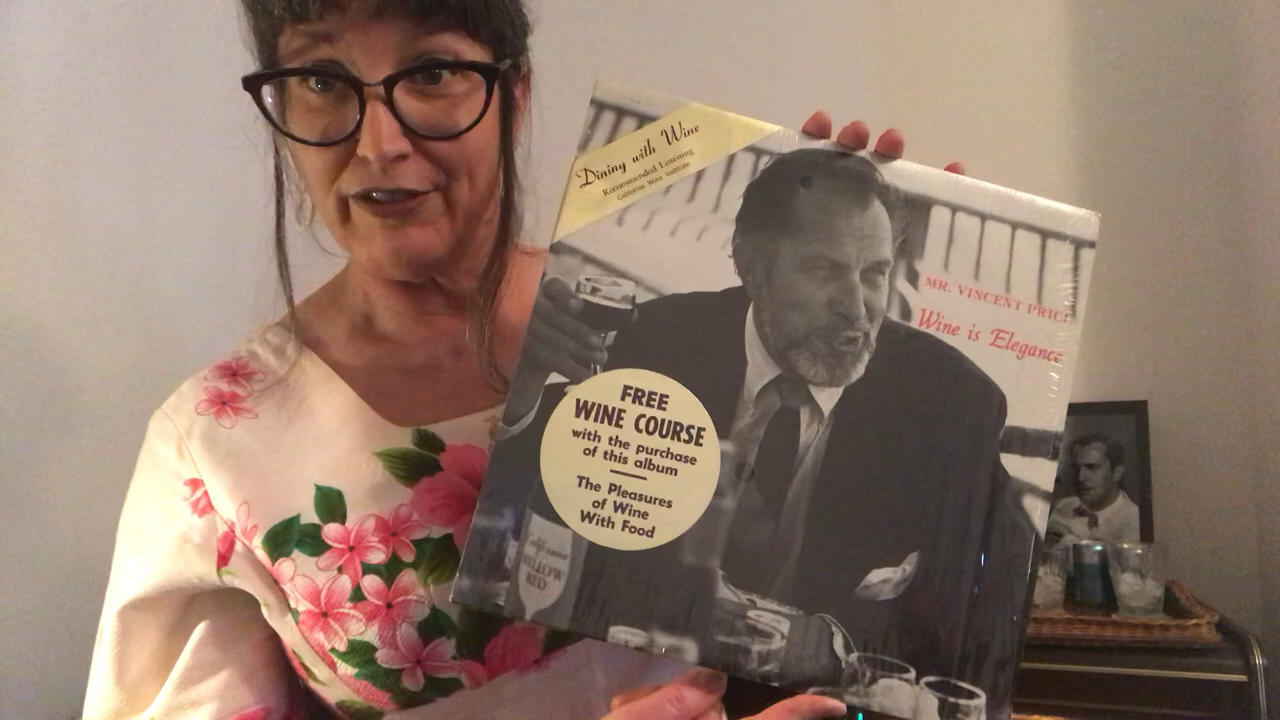 Dining with Wine
Recommended Listening
California Wine Institute
MR. VINCENT PRICE
Wine is Elegance
FREE
WINE COURSE
with the purchase
of this album
The Pleasures
of Wine
With Food
MELLOW
RED